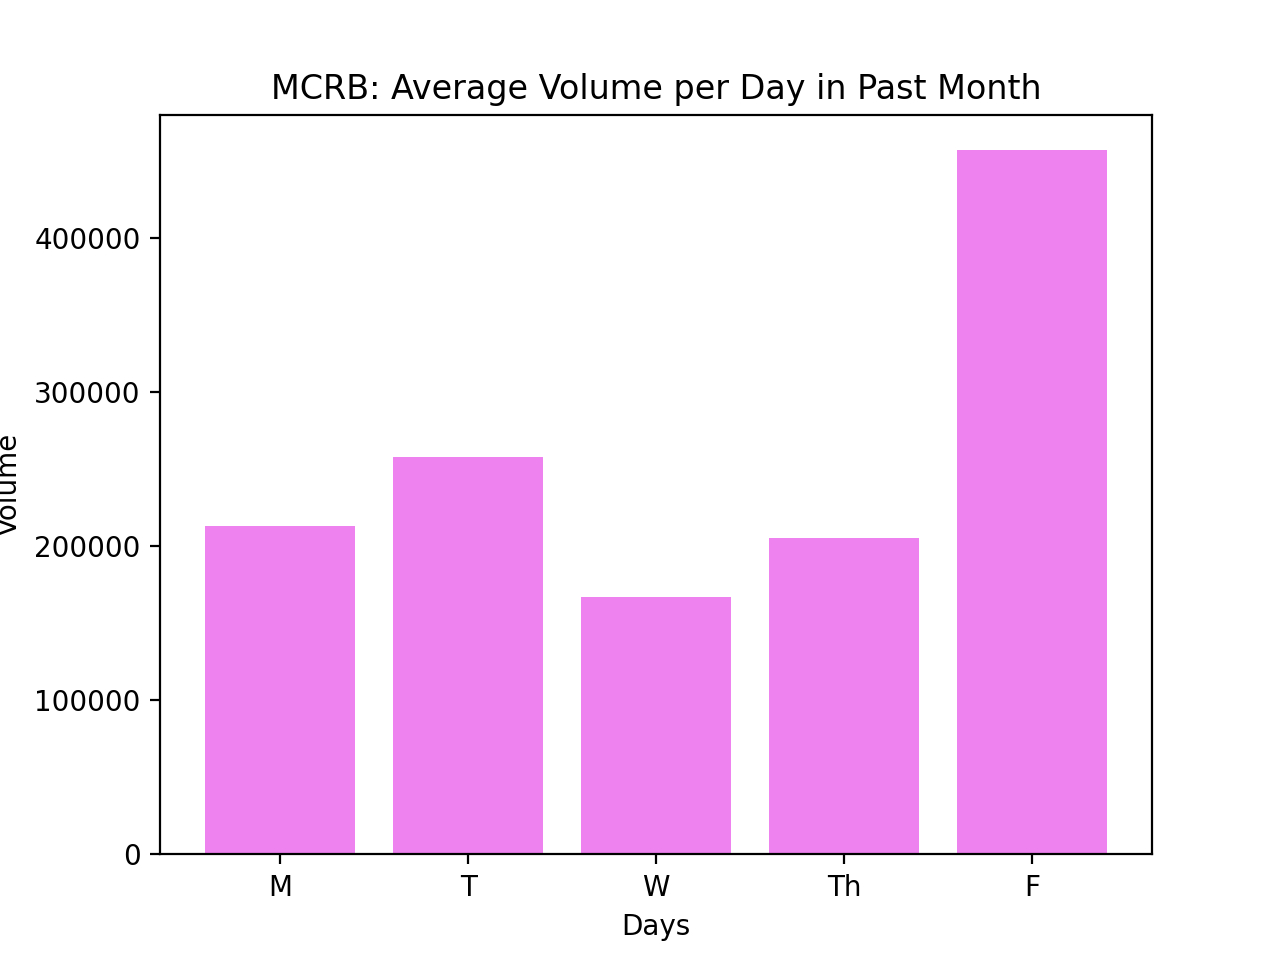 MCRB: Average Volume per Day in Past Month
400000
300000
200000
100000
0
Volume
M T W Th F
Days